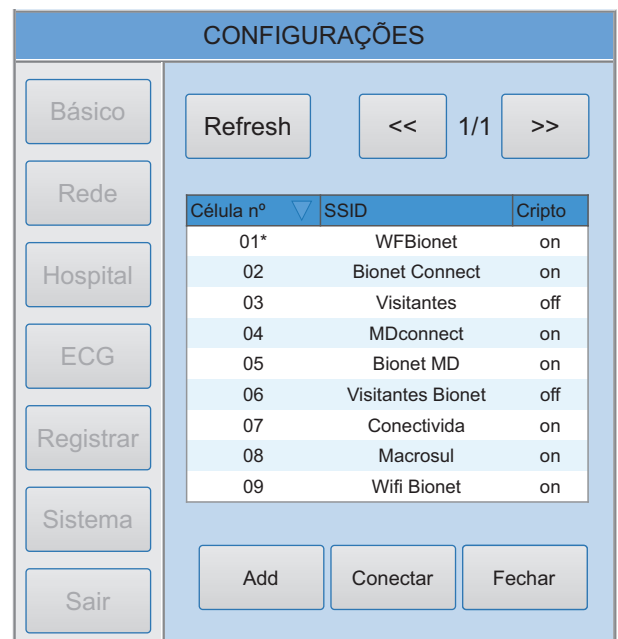 CONFIGURAÇÕES
Básico
Rede
Hospital
ECG
Registrar
Sistema
Sair
Refresh << 1/1 >>
Célula nº SSID Cripto
01* WFBionet on
02 Bionet Connect on
03 Visitantes off
04 MDconnect on
05 Bionet MD on
06 Visitantes Bionet off
07 Conectivida on
08 Macrosul on
09 Wifi Bionet on
Add Conectar Fechar